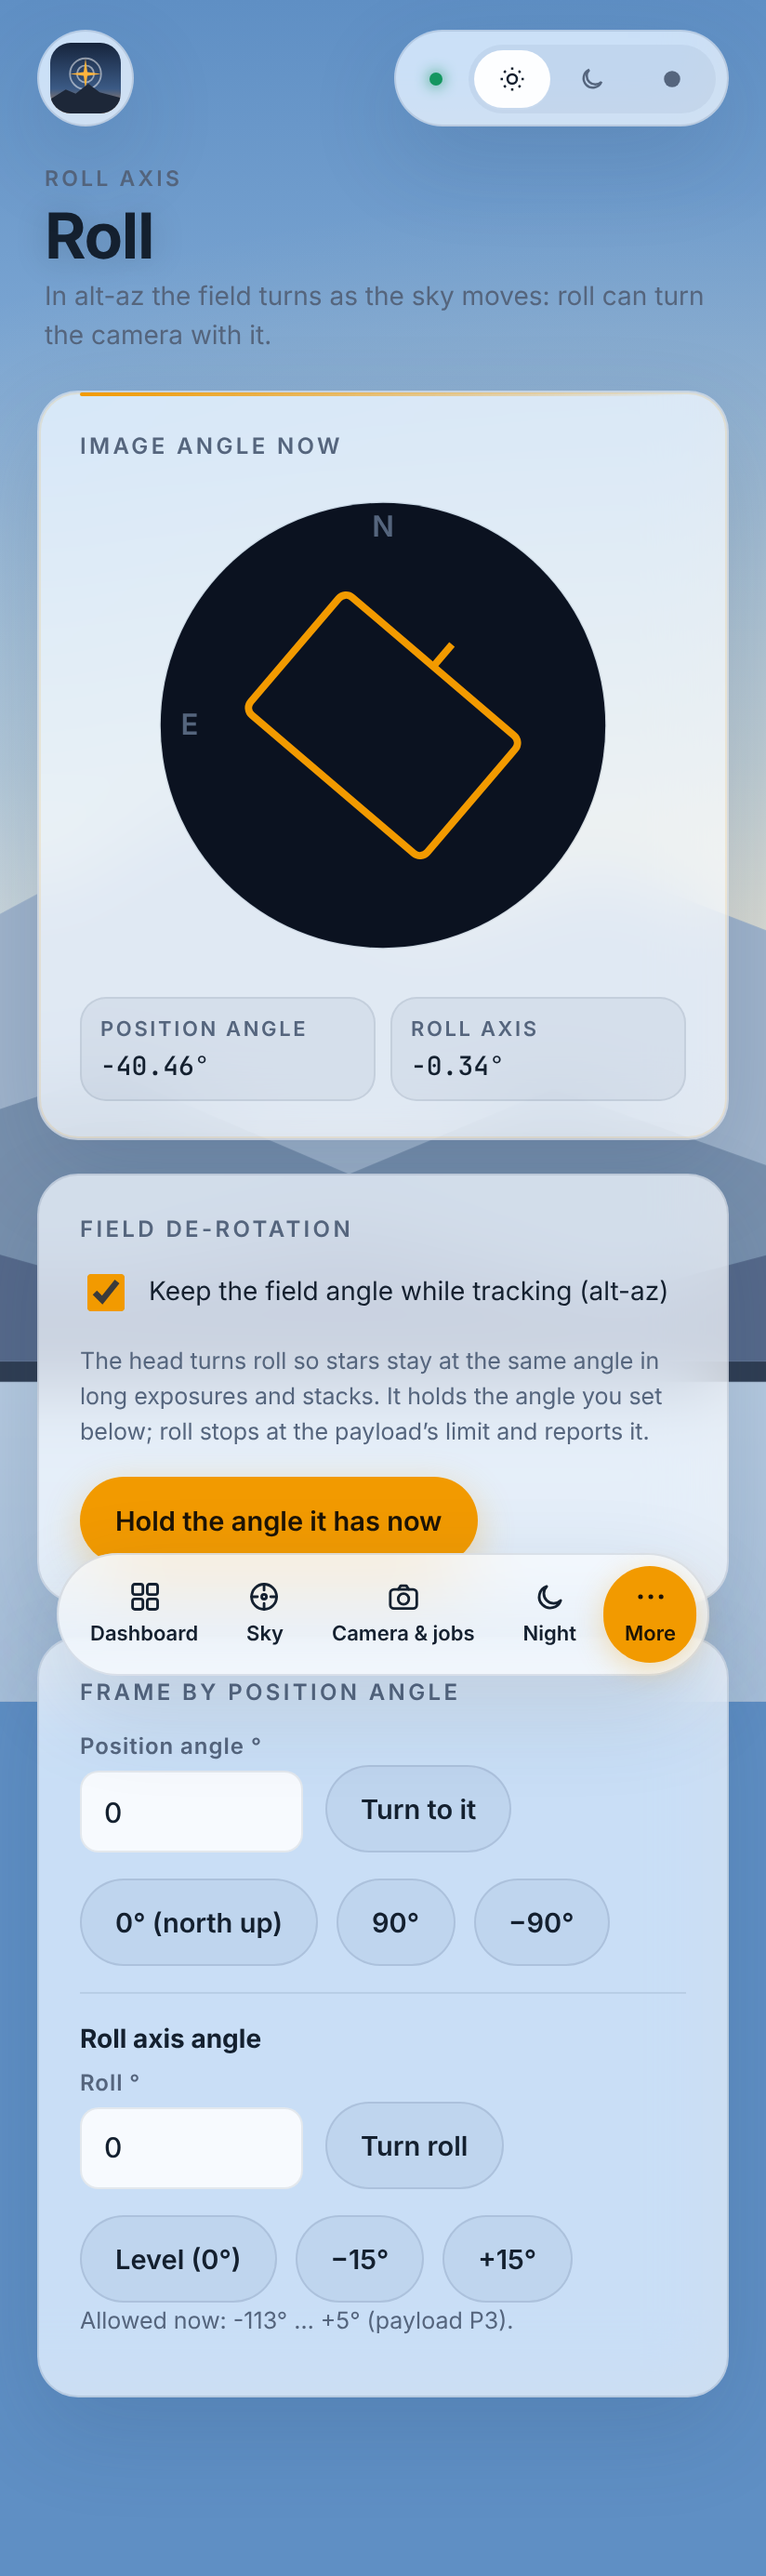 ROLL AXIS
Roll
In alt-az the field turns as the sky moves: roll can turn
the camera with it.
IMAGE ANGLE NOW
N
E
POSITION ANGLE
-40.46°
ROLL AXIS
-0.34°
FIELD DE-ROTATION
Keep the field angle while tracking (alt-az)
The head turns roll so stars stay at the same angle in
long exposures and stacks. It holds the angle you set
below; roll stops at the payload’s limit and reports it.
Hold the angle it has now
Dashboard
Sky
Camera & jobs
Night
More
FRAME BY POSITION ANGLE
Position angle °
0
Turn to it
0° (north up)
90°
−90°
Roll axis angle
Roll °
0
Turn roll
Level (0°)
−15°
+15°
Allowed now: -113° … +5° (payload P3).